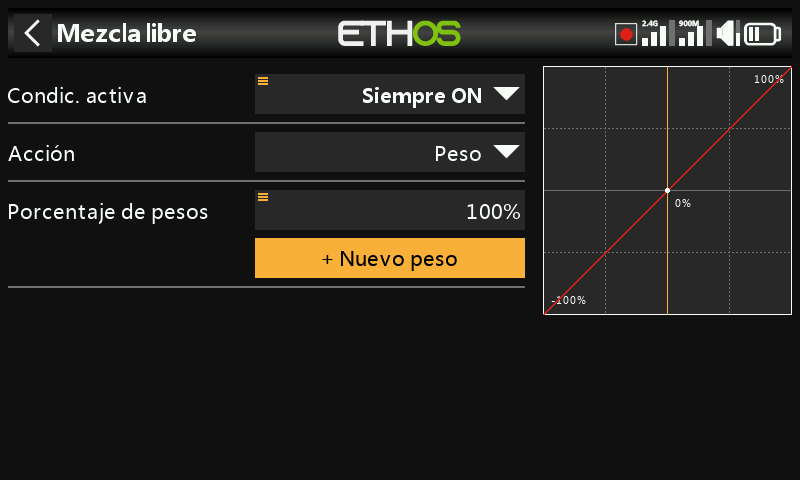 Mezcla libre
ETHOS
2.4G
900M
Condic. activa
Siempre ON
Acción
Peso
Porcentaje de pesos
100%
+ Nuevo peso
100%
0%
-100%